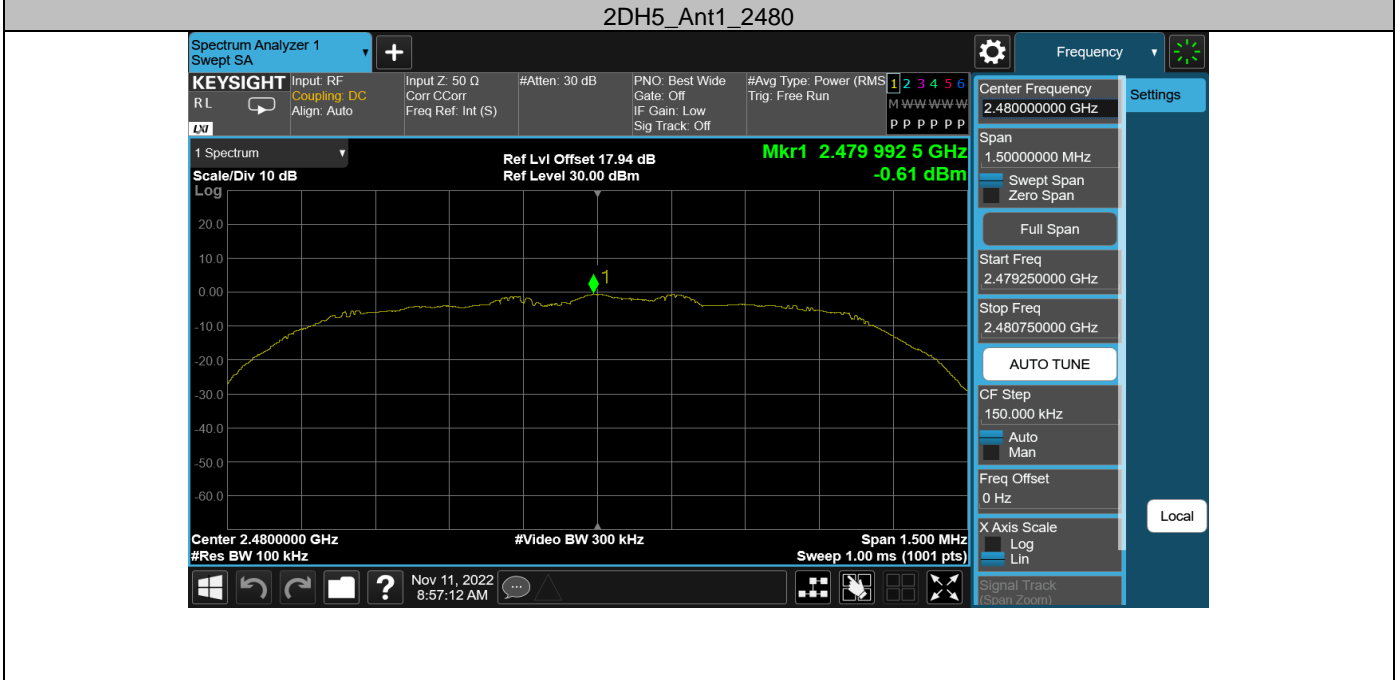 2DH5_Ant1_2480
Spectrum Analyzer 1
Swept SA
Frequency
KEYSIGHT
R L
LXI
Input: RF
Coupling: DC
Align: Auto
Input Z: 50 Ω
Corr CCorr
Freq Ref: Int (S)
#Atten: 30 dB
PNO: Best Wide
Gate: Off
IF Gain: Low
Sig Track: Off
#Avg Type: Power (RMS
Trig: Free Run
1 2 3 4 5 6
M W W W W W
P P P P P P
1 Spectrum
Scale/Div 10 dB
Ref Lvl Offset 17.94 dB
Ref Level 30.00 dBm
Mkr1 2.479 992 5 GHz
-0.61 dBm
Log
20.0
10.0
0.00
-10.0
-20.0
-30.0
-40.0
-50.0
-60.0
1
Center 2.4800000 GHz
#Res BW 100 kHz
#Video BW 300 kHz
Span 1.500 MHz
Sweep 1.00 ms (1001 pts)
Nov 11, 2022
8:57:12 AM
Center Frequency
2.480000000 GHz
Span
1.50000000 MHz
Swept Span
Zero Span
Full Span
Start Freq
2.479250000 GHz
Stop Freq
2.480750000 GHz
AUTO TUNE
CF Step
150.000 kHz
Auto
Man
Freq Offset
0 Hz
X Axis Scale
Log
Lin
Signal Track
(Span Zoom)
Settings
Local